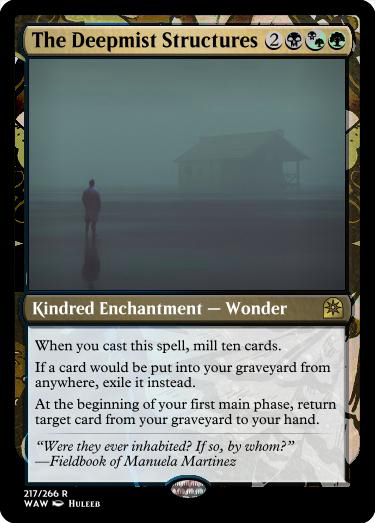 The Deepmist Structures 2
Kindred Enchantment — Wonder
When you cast this spell, mill ten cards.
If a card would be put into your graveyard from
anywhere, exile it instead.
At the beginning of your first main phase, return
target card from your graveyard to your hand.
“Were they ever inhabited? If so, by whom?”
—Fieldbook of Manuela Martinez
217/266 R
WAW Huleeb